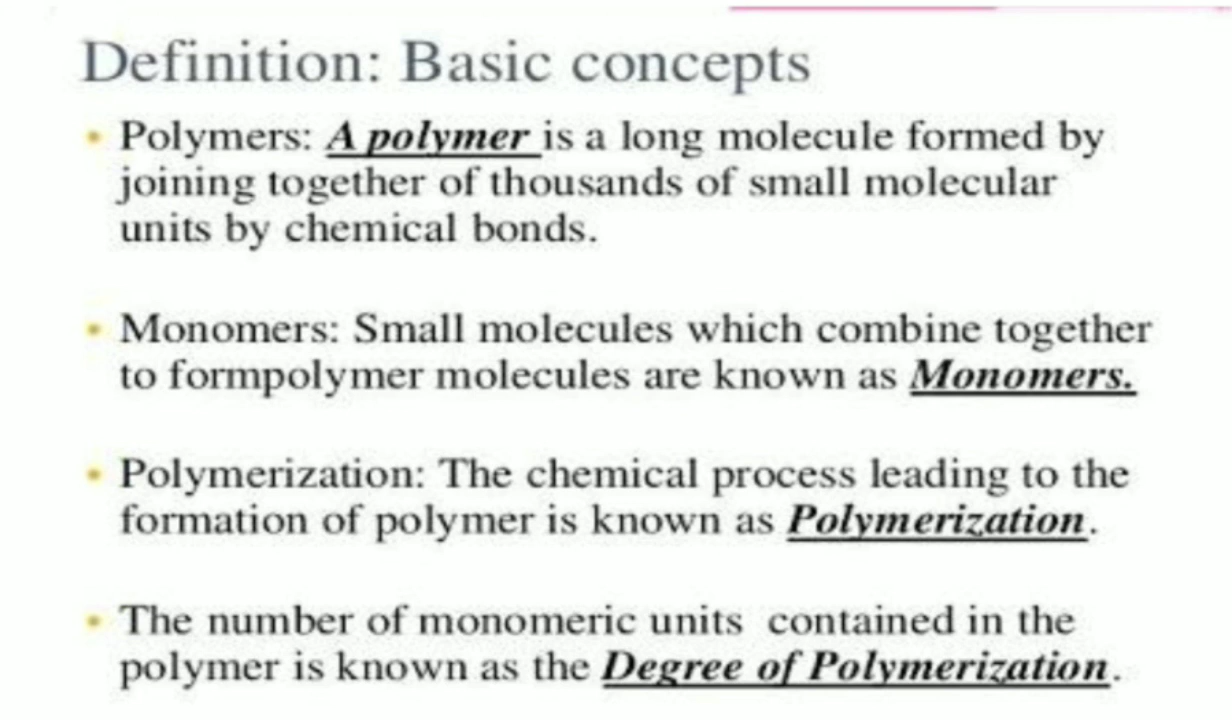 Definition: Basic concepts
• Polymers: A polymer is a long molecule formed by
joining together of thousands of small molecular
units by chemical bonds.
• Monomers: Small molecules which combine together
to formpolymer molecules are known as Monomers.
• Polymerization: The chemical process leading to the
formation of polymer is known as Polymerization.
• The number of monomeric units contained in the
polymer is known as the Degree of Polymerization.